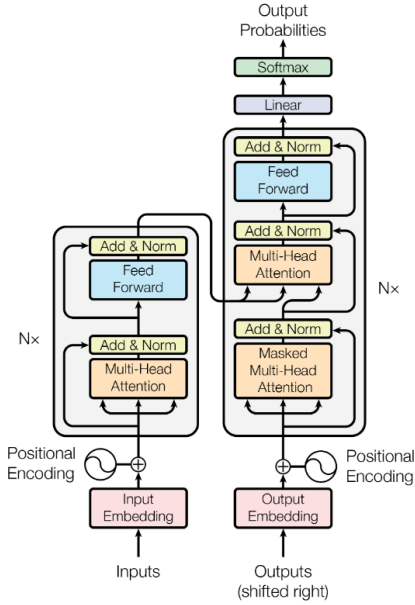 Output
Probabilities
Softmax
Linear
Add & Norm
Feed
Forward
Add & Norm
Multi-Head
Attention
Add & Norm
Masked
Multi-Head
Attention
Nx
Add & Norm
Feed
Forward
Add & Norm
Multi-Head
Attention
Nx
Positional
Encoding
Positional
Encoding
Input
Embedding
Output
Embedding
Inputs
Outputs
(shifted right)